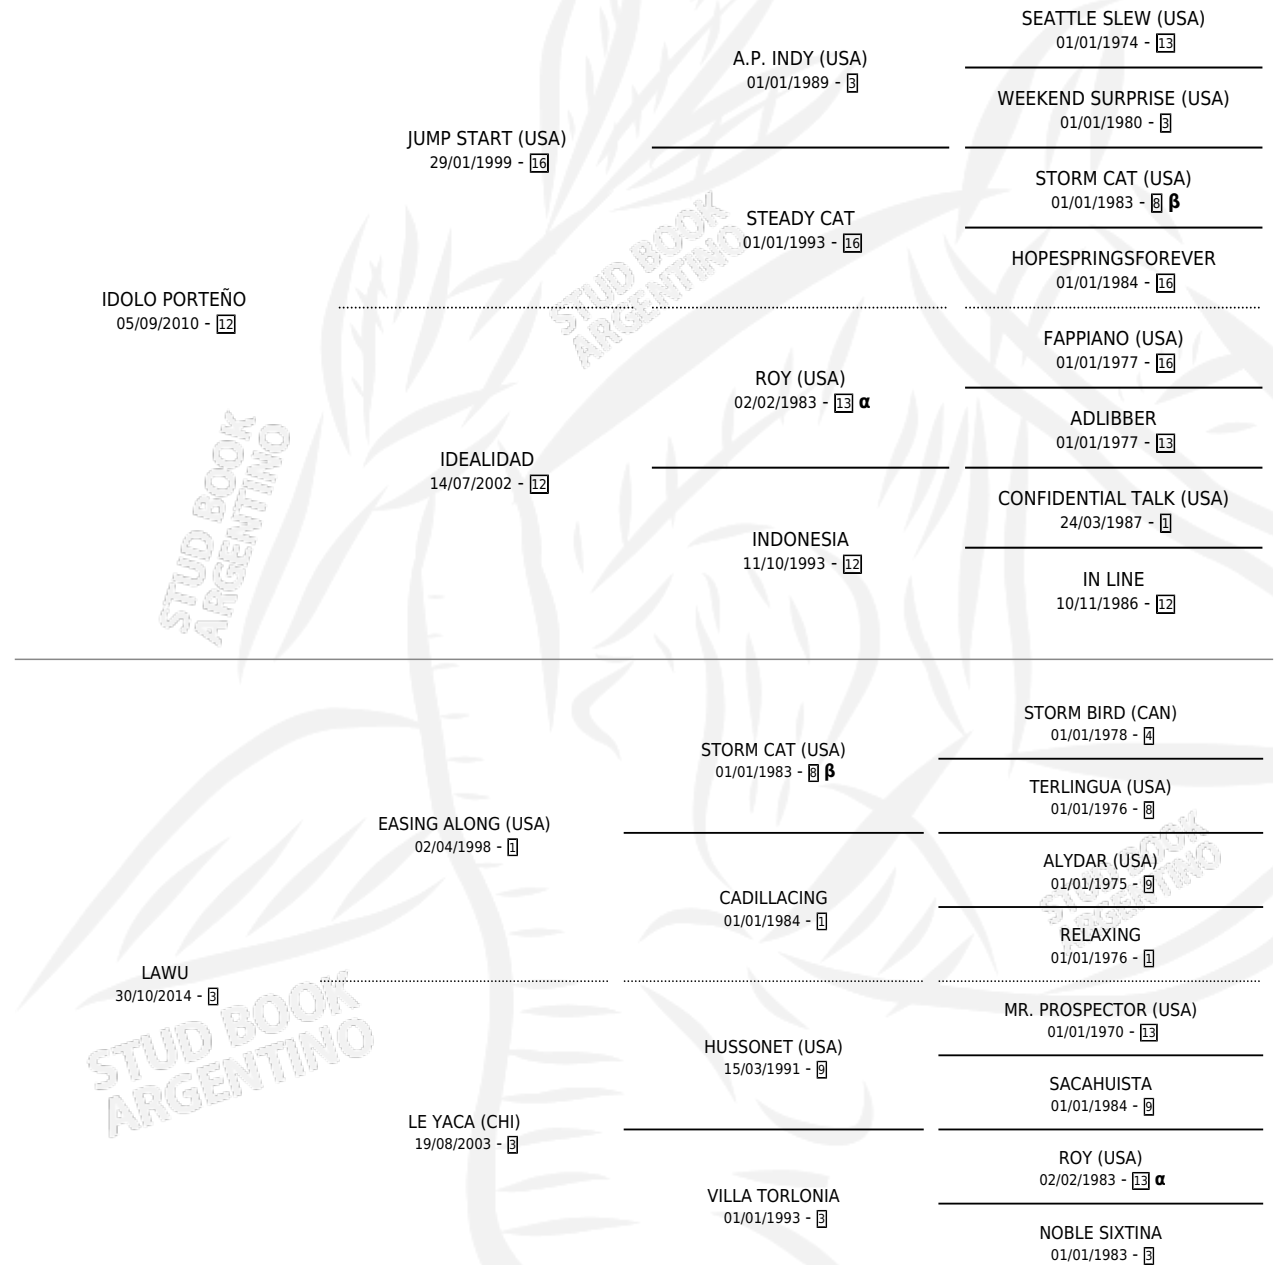 SEATTLE SLEW (USA)
01/01/1974 - 13
A.P. INDY (USA)
01/01/1989 - 3
WEEKEND SURPRISE (USA)
01/01/1980 - 3
JUMP START (USA)
29/01/1999 - 16
STORM CAT (USA)
01/01/1983 - 8 β
STEADY CAT
01/01/1993 - 16
HOPESPRINGSFOREVER
01/01/1984 - 16
IDOLO PORTEÑO
05/09/2010 - 12
FAPPIANO (USA)
01/01/1977 - 16
ROY (USA)
02/02/1983 - 13 α
ADLIBBER
01/01/1977 - 13
IDEALIDAD
14/07/2002 - 12
CONFIDENTIAL TALK (USA)
24/03/1987 - 1
INDONESIA
11/10/1993 - 12
IN LINE
10/11/1986 - 12
STORM BIRD (CAN)
01/01/1978 - 4
STORM CAT (USA)
01/01/1983 - 8 β
TERLINGUA (USA)
01/01/1976 - 8
EASING ALONG (USA)
02/04/1998 - 1
ALYDAR (USA)
01/01/1975 - 9
CADILLACING
01/01/1984 - 1
RELAXING
01/01/1976 - 1
LAWU
30/10/2014 - 3
MR. PROSPECTOR (USA)
01/01/1970 - 13
HUSSONET (USA)
15/03/1991 - 9
SACAHUISTA
01/01/1984 - 9
LE YACA (CHI)
19/08/2003 - 3
ROY (USA)
02/02/1983 - 13 α
VILLA TORLONIA
01/01/1993 - 3
NOBLE SIXTINA
01/01/1983 - 3
STUD BOOK
ARGENTINO
STUD BOOK
ARGENTINO
STUD BOOK
ARGENTINO
STUD BOOK
ARGENTINO